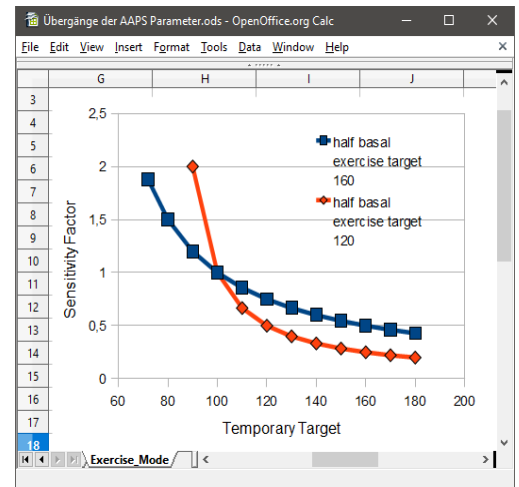 Übergänge der AAPS Parameter.ods - OpenOffice.org Calc
File Edit View Insert Format Tools Data Window Help
G H I J
3
4
5
6
7
8
9
10
11
12
13
14
15
16
17
18
2,5
2
1,5
1
0,5
0
Sensitivity Factor
half basal
exercise target
160
half basal
exercise target
120
60 80 100 120 140 160 180 200
Temporary Target
Exercise_Mode